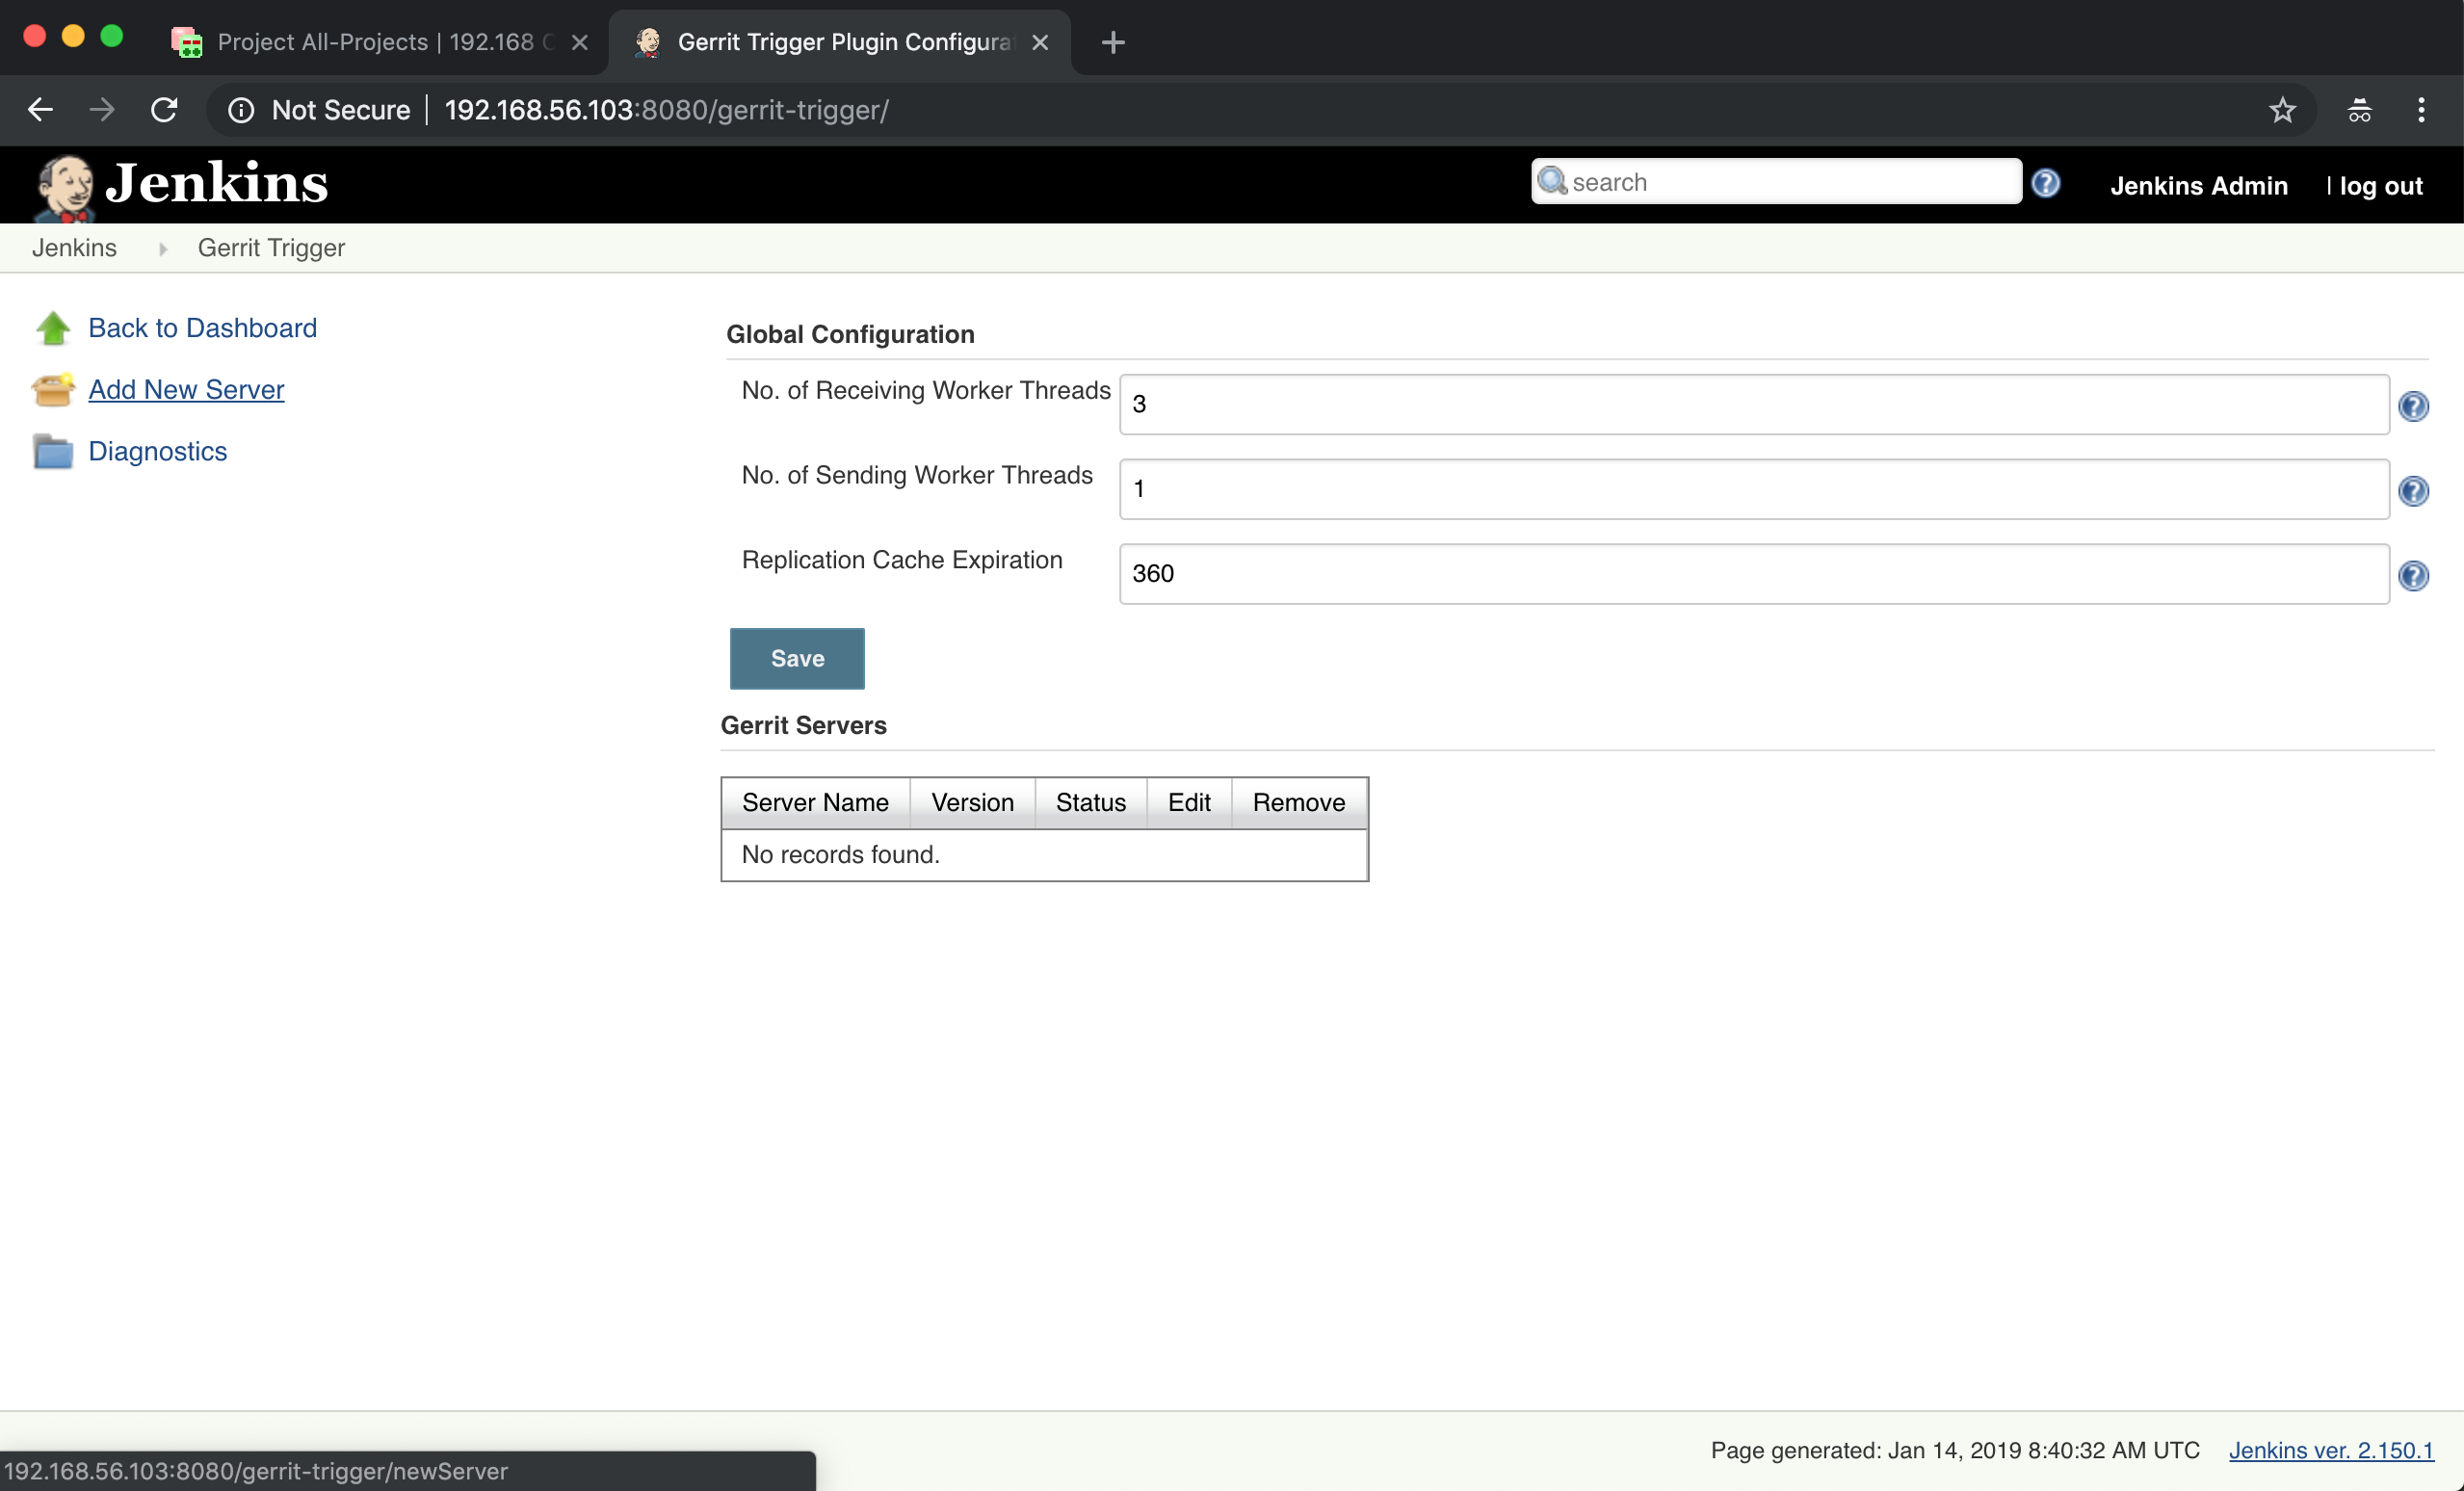 Project All-Projects | 192.168
Gerrit Trigger Plugin Configura
Not Secure | 192.168.56.103:8080/gerrit-trigger/
Jenkins
search
Jenkins Admin | log out
Jenkins Gerrit Trigger
Back to Dashboard
Add New Server
Diagnostics
Global Configuration
No. of Receiving Worker Threads 3
No. of Sending Worker Threads 1
Replication Cache Expiration 360
Save
Gerrit Servers
Server Name Version Status Edit Remove
No records found.
Page generated: Jan 14, 2019 8:40:32 AM UTC Jenkins ver. 2.150.1
192.168.56.103:8080/gerrit-trigger/newServer